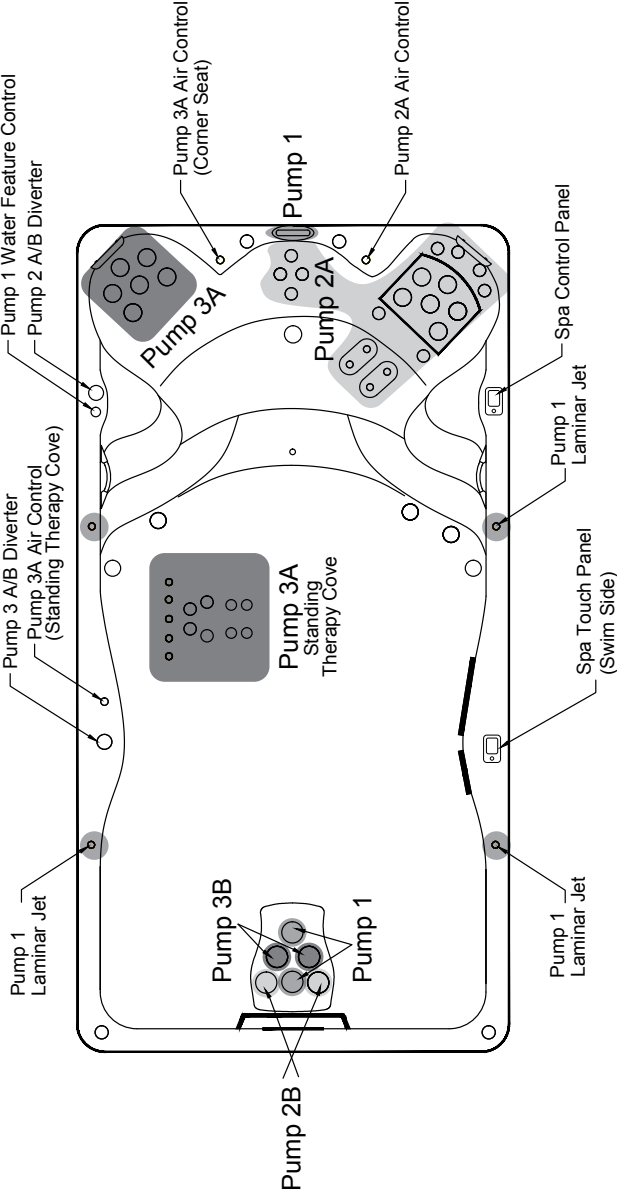 Pump 1 Water Feature Control
Pump 2 A/B Diverter
Pump 3A Air Control
(Corner Seat)
Pump 1
Pump 2A Air Control
Pump 3A
Pump 2A
Spa Control Panel
Pump 1
Laminar Jet
Pump 3 A/B Diverter
Pump 3A Air Control
(Standing Therapy Cove)
Pump 3A
Standing
Therapy Cove
Spa Touch Panel
(Swim Side)
Pump 1
Laminar Jet
Pump 3B
Pump 1
Pump 1
Laminar Jet
Pump 2B